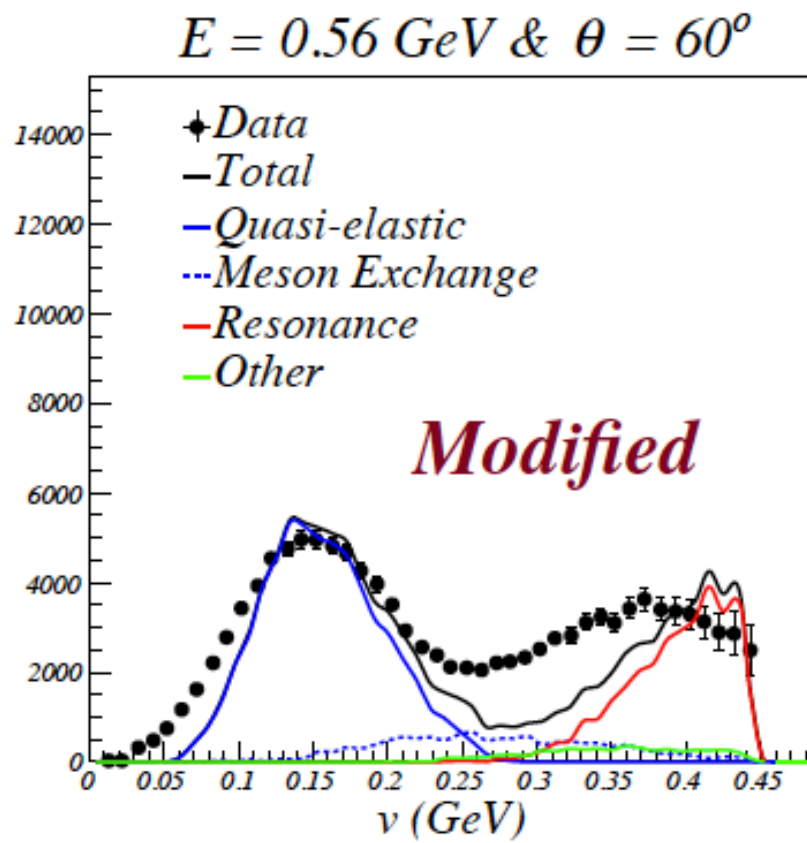 E = 0.56 GeV & θ = 60°
14000
Data
Total
12000
Quasi-elastic
Meson Exchange
10000
Resonance
Other
8000
Modified
6000
4000
2000
0
0 0.05 0.1 0.15 0.2 0.25 0.3 0.35 0.4 0.45
ν (GeV)